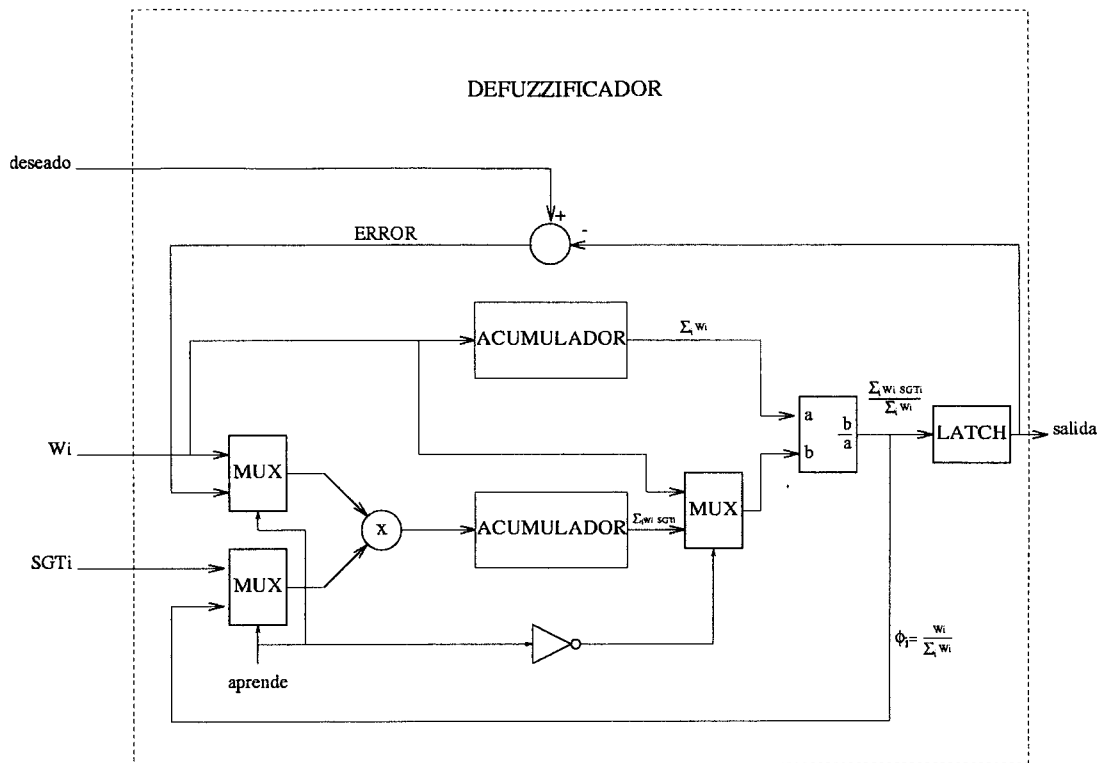 DEFUZZIFICADOR
deseado
+
-
ERROR
ACUMULADOR
Σi Wi
a
b
b/a
Σi Wi SGTi / Σi Wi
LATCH
salida
Wi
MUX
X
ACUMULADOR
Σi Wi SGTi
MUX
SGTi
MUX
ϕj = Wi / Σi Wi
aprende